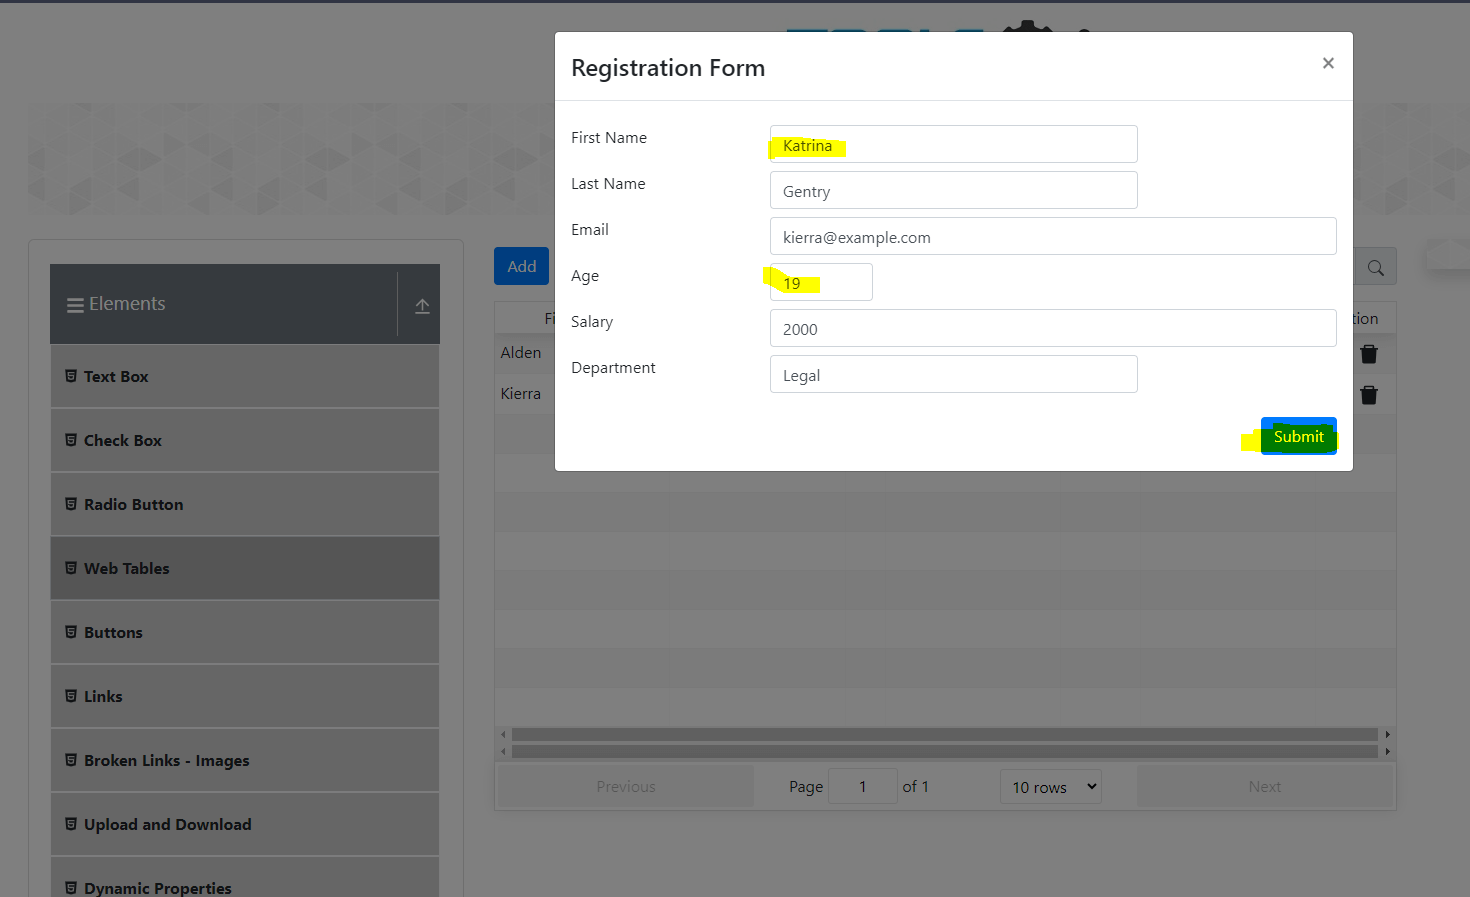 Registration Form
×
First Name
Katrina
Last Name
Gentry
Email
kierra@example.com
Age
19
Salary
2000
Department
Legal
Submit
Elements
Text Box
Check Box
Radio Button
Web Tables
Buttons
Links
Broken Links - Images
Upload and Download
Dynamic Properties
Add
Alden
Kierra
Previous
Page 1 of 1
10 rows
Next